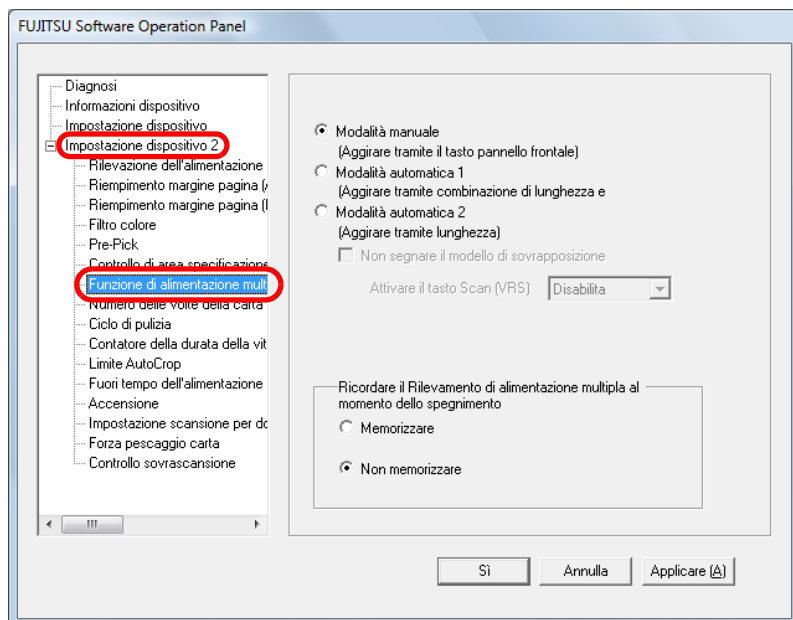 FUJITSU Software Operation Panel
Diagnosi
Informazioni dispositivo
Impostazione dispositivo
Impostazione dispositivo 2
Rilevazione dell'alimentazione
Riempimento margine pagina (
Riempimento margine pagina (I
Filtro colore
Pre-Pick
Controllo di area specificazione
Funzione di alimentazione mult
Numero delle volte della carta
Ciclo di pulizia
Contatore della durata della vit
Limite AutoCrop
Fuori tempo dell'alimentazione
Accensione
Impostazione scansione per do
Forza pescaggio carta
Controllo sovrascansione
Modalità manuale
(Aggirare tramite il tasto pannello frontale)
Modalità automatica 1
(Aggirare tramite combinazione di lunghezza e
Modalità automatica 2
(Aggirare tramite lunghezza)
Non segnare il modello di sovrapposizione
Attivare il tasto Scan (VRS) Disabilita
Ricordare il Rilevamento di alimentazione multipla al
momento dello spegnimento
Memorizzare
Non memorizzare
Sì Annulla Applicare (A)